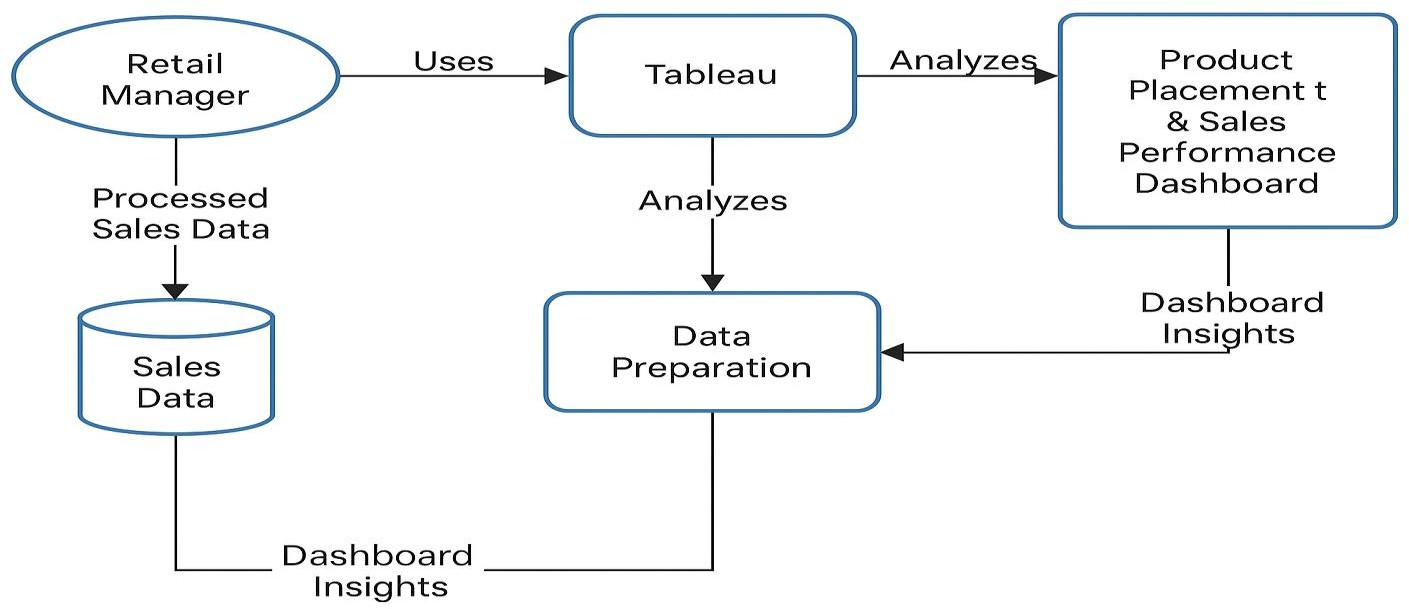 Retail
Manager
Uses
Tableau
Analyzes
Product
Placement t
& Sales
Performance
Dashboard
Processed
Sales Data
Analyzes
Dashboard
Insights
Sales
Data
Data
Preparation
Dashboard
Insights